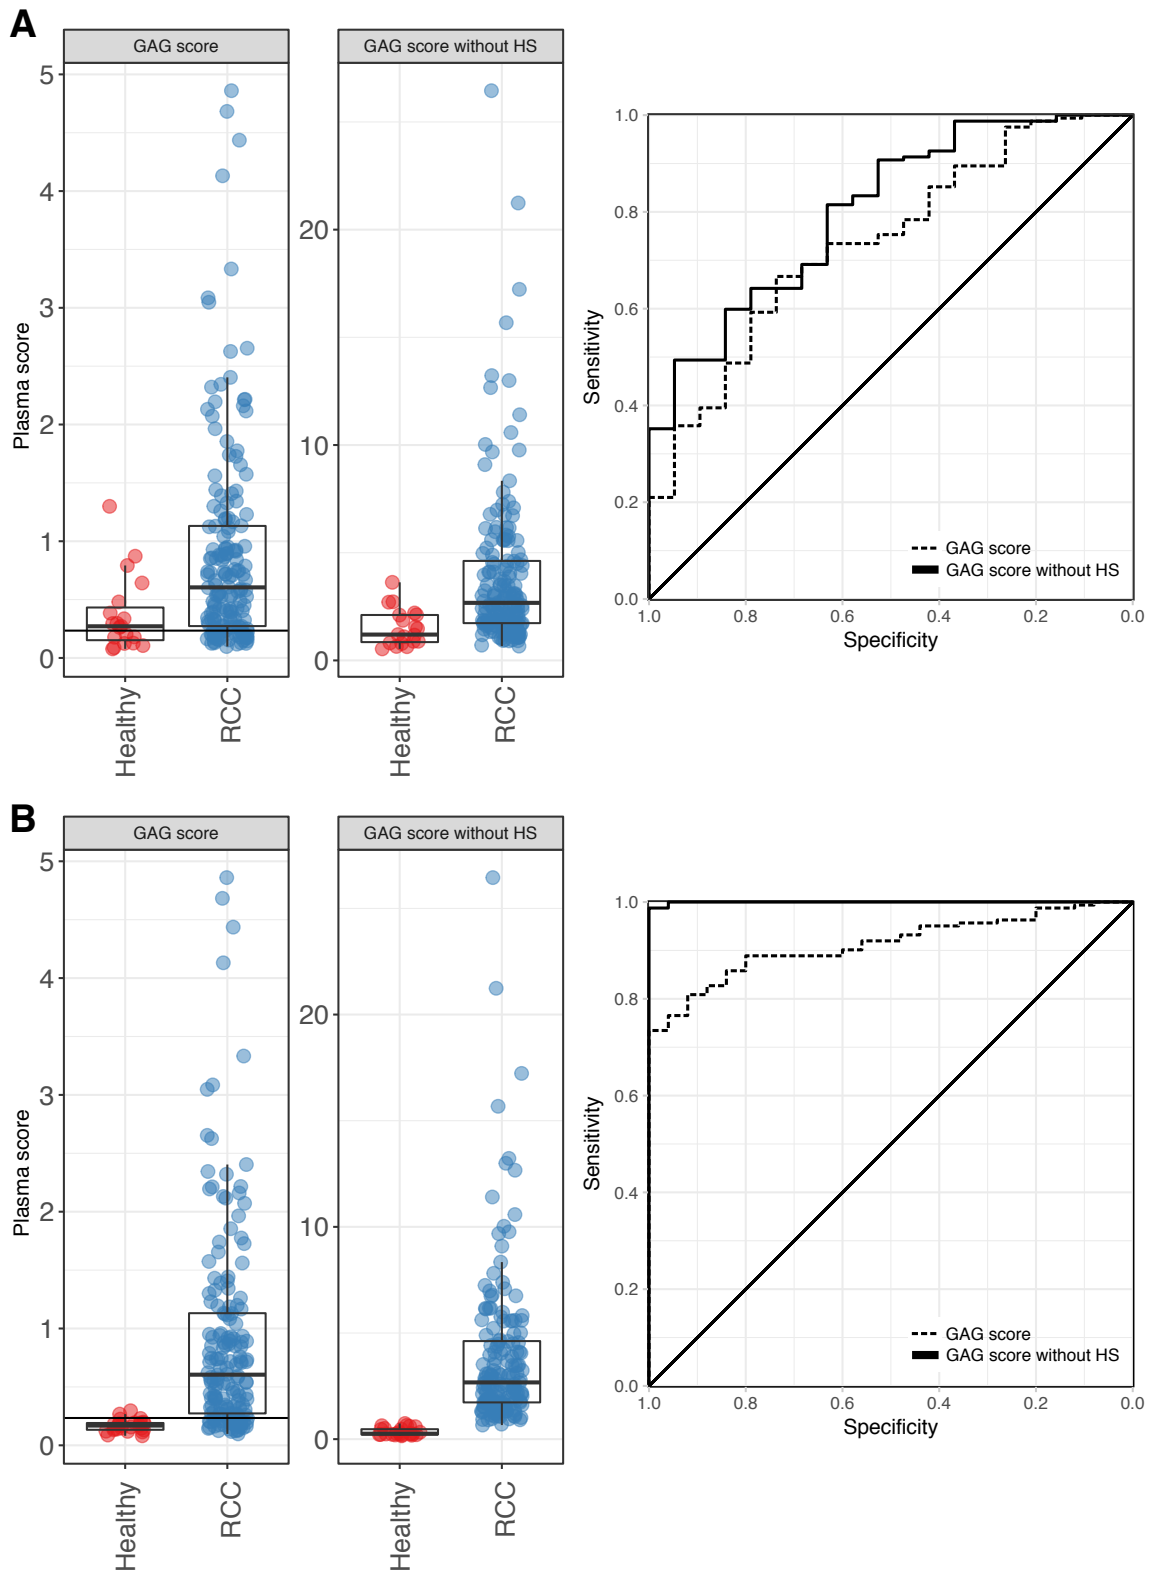 A
GAG score
GAG score without HS
Plasma score
5
4
3
2
1
0
20
10
0
Healthy
RCC
Healthy
RCC
Sensitivity
1.0
0.8
0.6
0.4
0.2
0.0
1.0
0.8
0.6
0.4
0.2
0.0
Specificity
GAG score
GAG score without HS
B
GAG score
GAG score without HS
Plasma score
5
4
3
2
1
0
20
10
0
Healthy
RCC
Healthy
RCC
Sensitivity
1.0
0.8
0.6
0.4
0.2
0.0
1.0
0.8
0.6
0.4
0.2
0.0
Specificity
GAG score
GAG score without HS